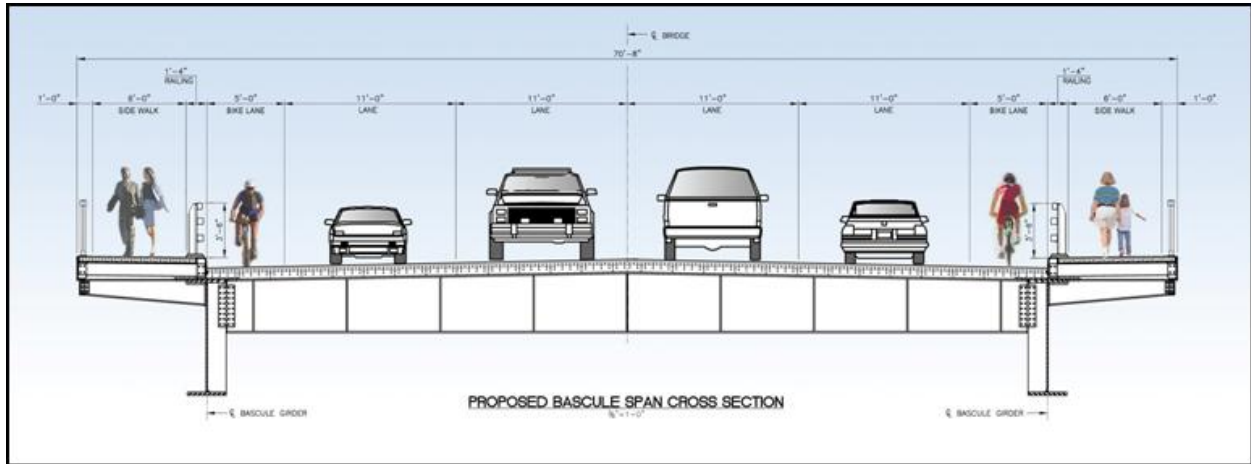 ℄ BRIDGE
70'-8"
1'-4"
RAILING
1'-4"
RAILING
1'-0"
6'-0"
SIDE WALK
5'-0"
BIKE LANE
11'-0"
LANE
11'-0"
LANE
11'-0"
LANE
11'-0"
LANE
5'-0"
BIKE LANE
6'-0"
SIDE WALK
1'-0"
3'-6"
3'-6"
PROPOSED BASCULE SPAN CROSS SECTION
℄ BASCULE GIRDER
℄ BASCULE GIRDER